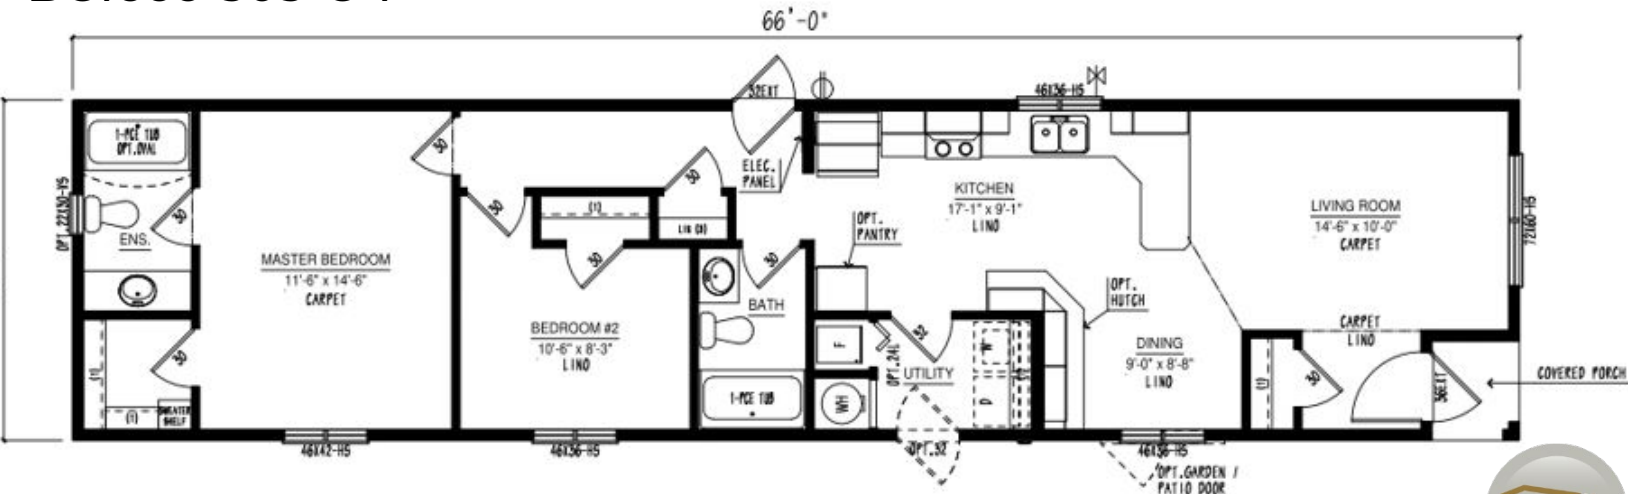 66'-0"
32EXT
46X36-HS
1-PCE TUB
OPT.OVAL
30
ELEC.
PANEL
30
KITCHEN
17'-1" x 9'-1"
LINO
OPT. 22X30-VS
30
ENS.
30
(1)
LIN (3)
OPT.
PANTRY
LIVING ROOM
14'-6" x 10'-0"
CARPET
72X60-HS
MASTER BEDROOM
11'-6" x 14'-6"
CARPET
30
30
BATH
OPT.
HUTCH
BEDROOM #2
10'-6" x 8'-3"
LINO
CARPET
LINO
F
32
W
DINING
9'-0" x 8'-8"
LINO
30
(1)
OPT.24L
UTILITY
(1)
30
36EXT
COVERED PORCH
(1)
SWEATER
SHELF
1-PCE TUB
WH
D
46X42-HS
46X36-HS
OPT.32
46X36-HS
OPT.GARDEN /
PATIO DOOR